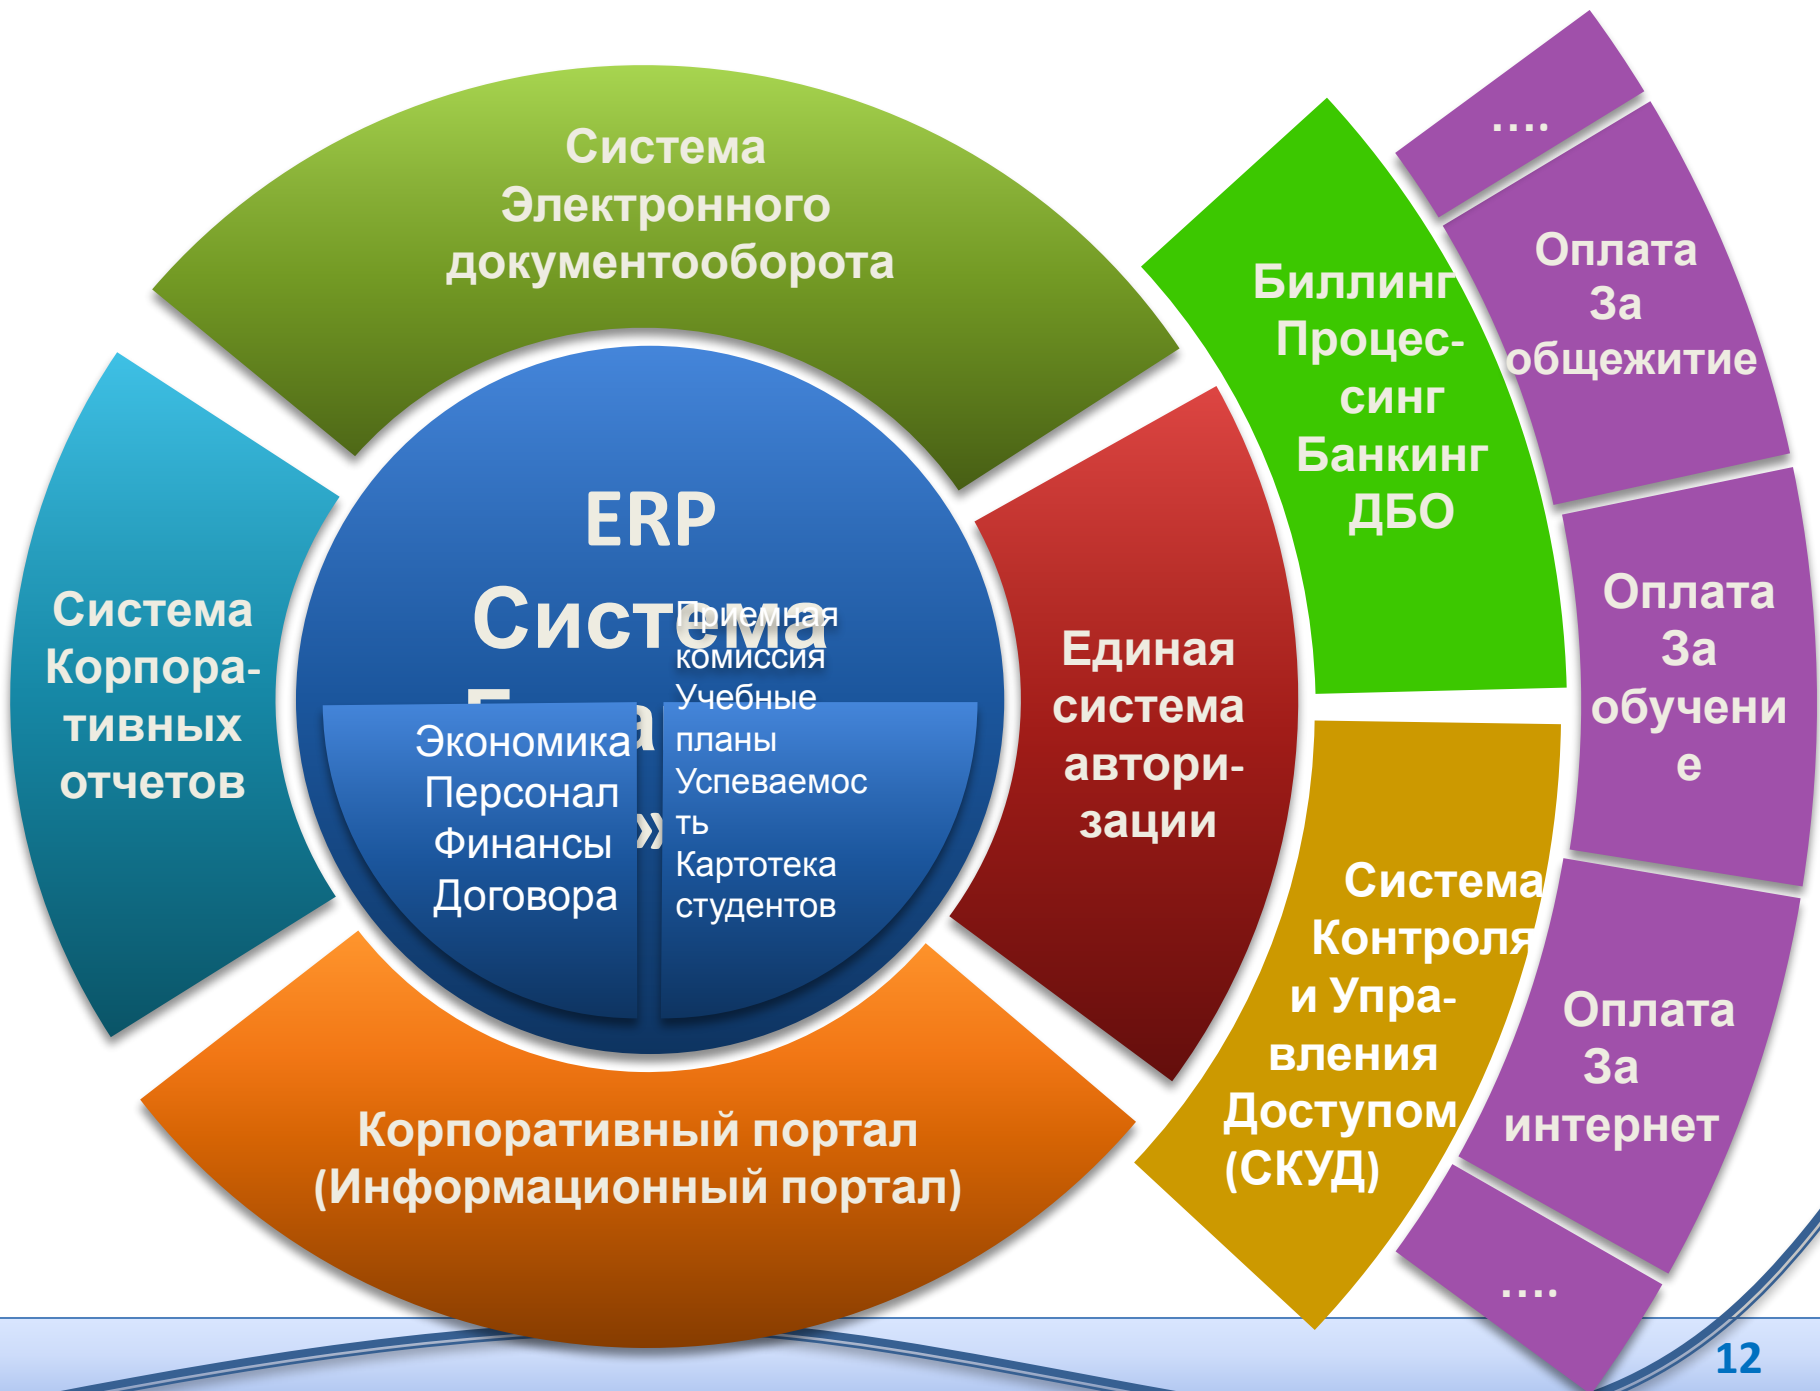 Система
Электронного
документооборота
....
Оплата
За
общежитие
Биллинг
Процес-
синг
Банкинг
ДБО
ERP
Система
»
Приемная
комиссия
Учебные
планы
Успеваемос
ть
Картотека
студентов
Экономика
Персонал
Финансы
Договора
Система
Корпора-
тивных
отчетов
Единая
система
автори-
зации
Оплата
За
обучени
е
Система
Контроля
и Упра-
вления
Доступом
(СКУД)
Оплата
За
интернет
....
Корпоративный портал
(Информационный портал)
12